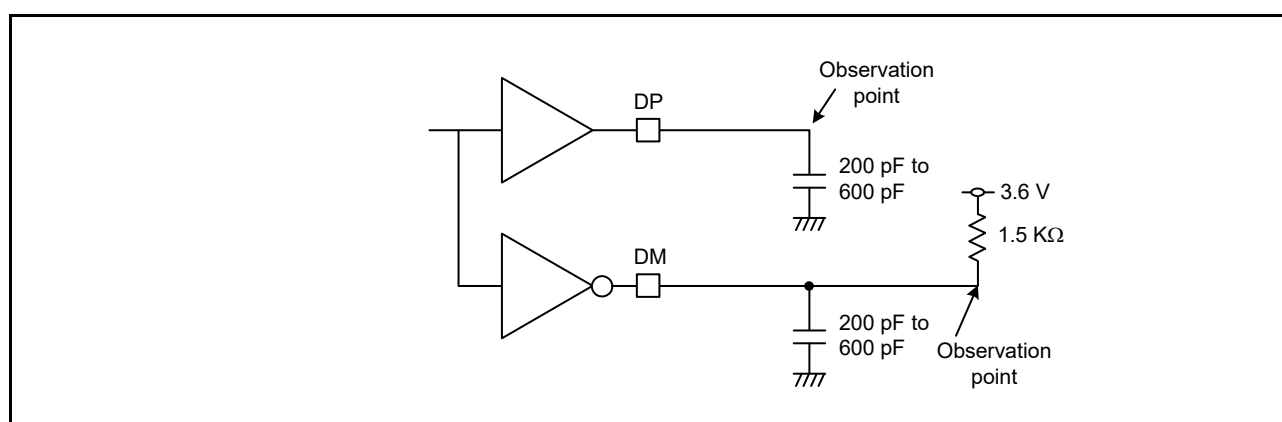 Observation
point
DP
200 pF to
600 pF
3.6 V
1.5 KΩ
DM
200 pF to
600 pF
Observation
point